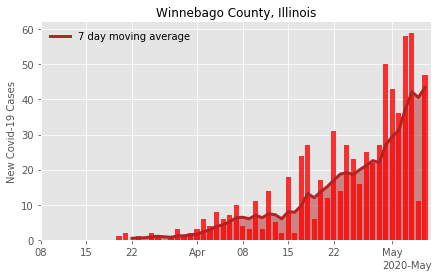 Winnebago County, Illinois
7 day moving average
New Covid-19 Cases
60
50
40
30
20
10
0
08
15
22
Apr
08
15
22
May
2020-May